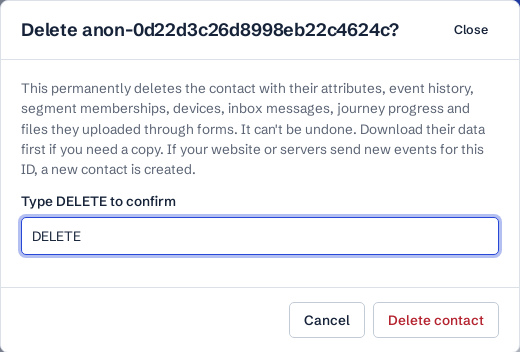 Delete anon-0d22d3c26d8998eb22c4624c?
Close
This permanently deletes the contact with their attributes, event history,
segment memberships, devices, inbox messages, journey progress and
files they uploaded through forms. It can't be undone. Download their data
first if you need a copy. If your website or servers send new events for this
ID, a new contact is created.
Type DELETE to confirm
DELETE
Cancel
Delete contact